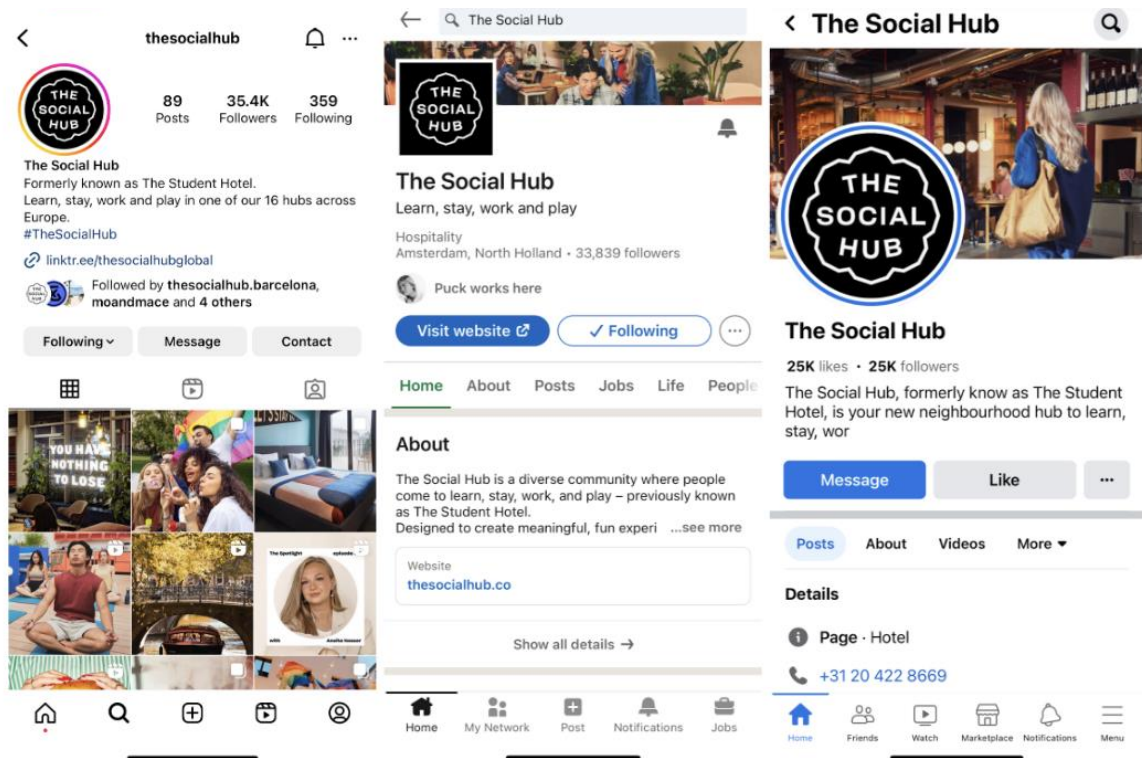 thesocialhub
THE
SOCIAL
HUB
89
Posts
35.4K
Followers
359
Following
The Social Hub
Formerly known as The Student Hotel.
Learn, stay, work and play in one of our 16 hubs across
Europe.
#TheSocialHub
linktr.ee/thesocialhubglobal
Followed by thesocialhub.barcelona,
moandmace and 4 others
Following
Message
Contact
YOU HAVE
NOTHING
TO LOSE
The Spotlight
episode
with
The Social Hub
THE
SOCIAL
HUB
The Social Hub
Learn, stay, work and play
Hospitality
Amsterdam, North Holland • 33,839 followers
Puck works here
Visit website
✓ Following
Home About Posts Jobs Life People
About
The Social Hub is a diverse community where people
come to learn, stay, work, and play – previously known
as The Student Hotel.
Designed to create meaningful, fun experi ...see more
Website
thesocialhub.co
Show all details →
Home My Network Post Notifications Jobs
The Social Hub
THE
SOCIAL
HUB
The Social Hub
25K likes • 25K followers
The Social Hub, formerly know as The Student
Hotel, is your new neighbourhood hub to learn,
stay, wor
Message
Like
Posts About Videos More
Details
Page · Hotel
+31 20 422 8669
Home Friends Watch Marketplace Notifications Menu